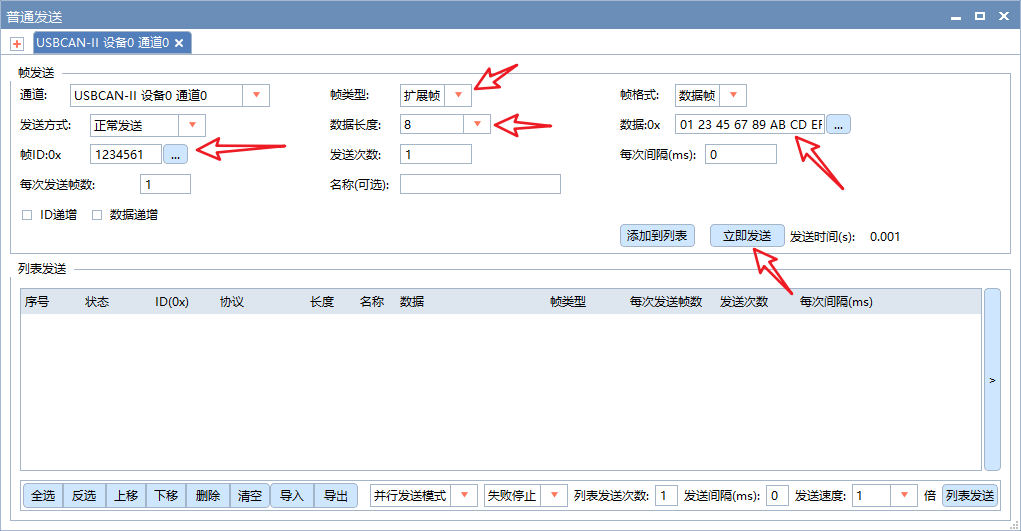 普通发送
USBCAN-II 设备0 通道0
帧发送
通道: USBCAN-II 设备0 通道0 帧类型: 扩展帧 帧格式: 数据帧
发送方式: 正常发送 数据长度: 8 数据:0x 01 23 45 67 89 AB CD EF ...
帧ID:0x 1234561 ... 发送次数: 1 每次间隔(ms): 0
每次发送帧数: 1 名称(可选):
ID递增 数据递增
添加到列表 立即发送 发送时间(s): 0.001
列表发送
序号 状态 ID(0x) 协议 长度 名称 数据 帧类型 每次发送帧数 发送次数 每次间隔(ms)
>
全选 反选 上移 下移 删除 清空 导入 导出 并行发送模式 失败停止 列表发送次数: 1 发送间隔(ms): 0 发送速度: 1 倍 列表发送